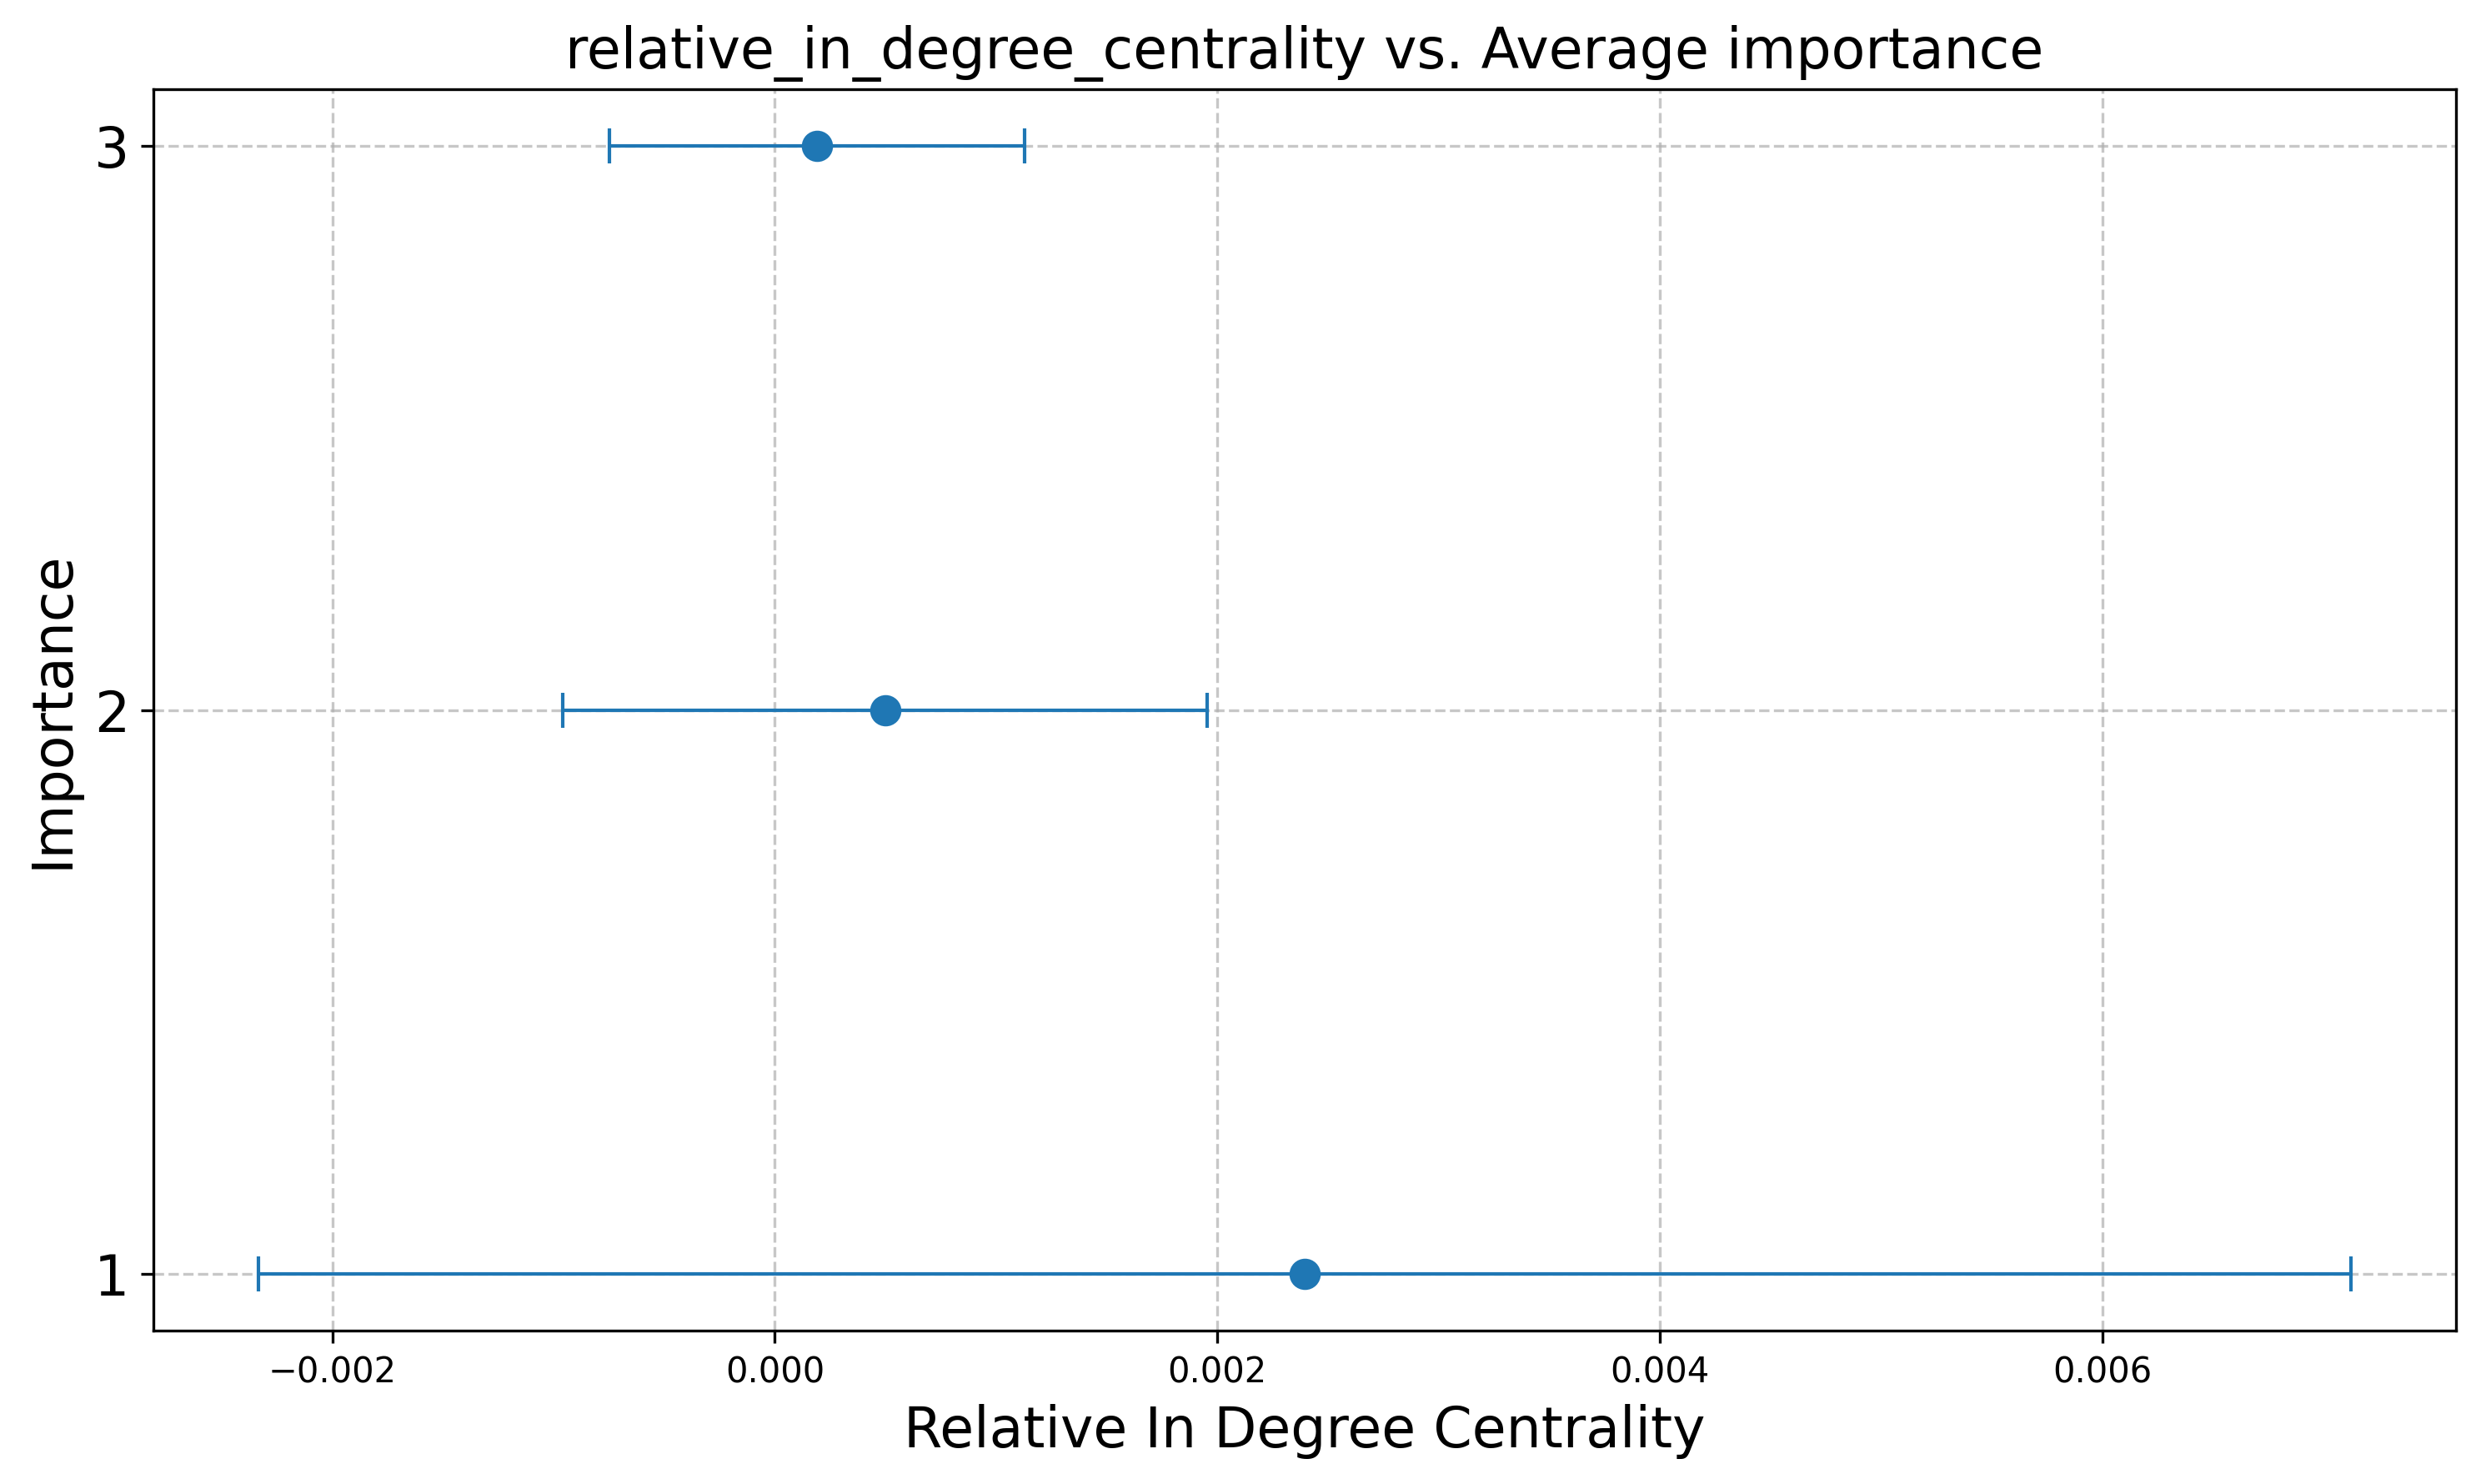 relative_in_degree_centrality vs. Average importance
3
2
1
Importance
−0.002 0.000 0.002 0.004 0.006
Relative In Degree Centrality